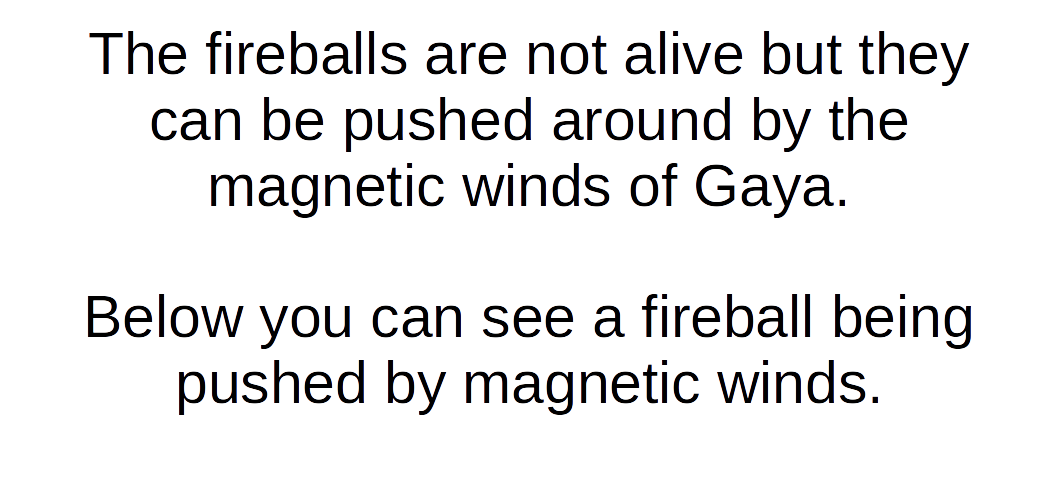 The fireballs are not alive but they
can be pushed around by the
magnetic winds of Gaya.
Below you can see a fireball being
pushed by magnetic winds.